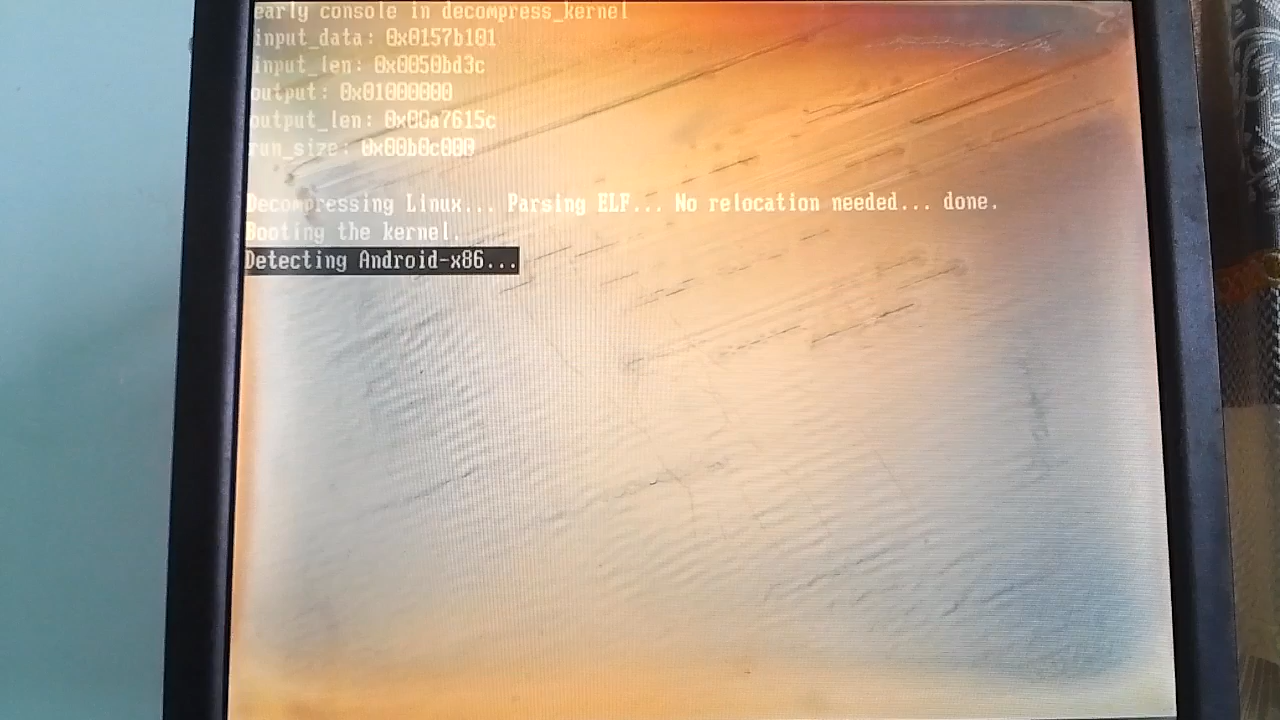 early console in decompress_kernel
input_data: 0x0157b101
input_len: 0x0050bd3c
output: 0x01000000
output_len: 0x00a7615c
run_size: 0x00b0c000
Decompressing Linux... Parsing ELF... No relocation needed... done.
Booting the kernel.
Detecting Android-x86...